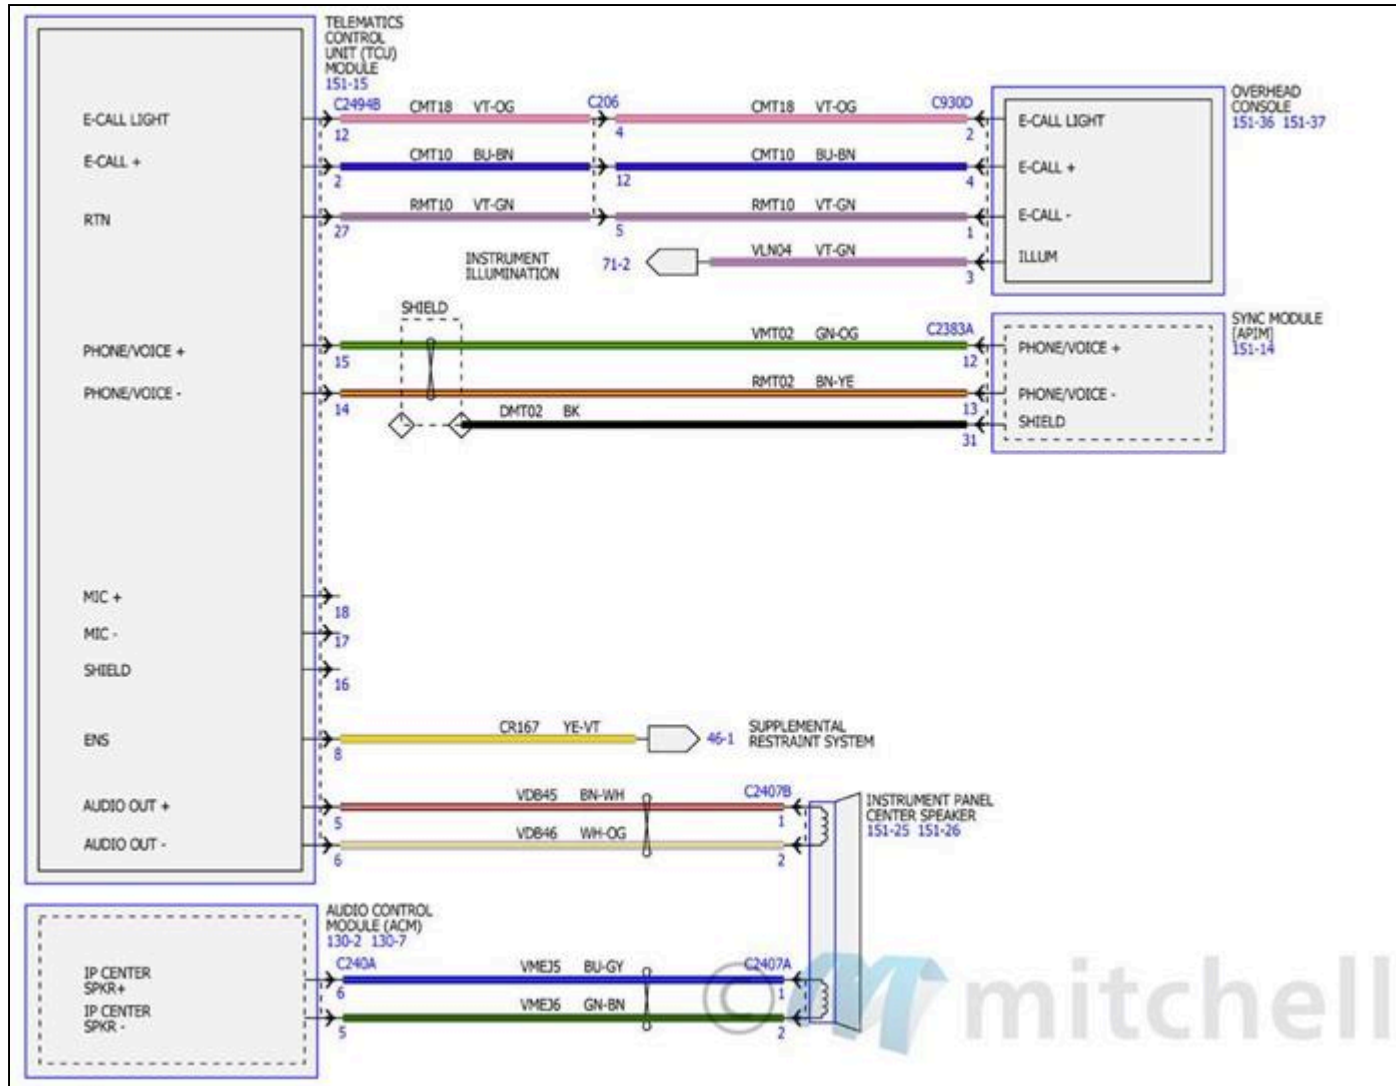 TELEMATICS
CONTROL
UNIT (TCU)
MODULE
151-15
C2494B CMT18 VT-OG C206 CMT18 VT-OG C930D
OVERHEAD
CONSOLE
151-36 151-37
E-CALL LIGHT 12 4 2 E-CALL LIGHT
CMT10 BU-BN CMT10 BU-BN
E-CALL + 2 12 4 E-CALL +
RMT10 VT-GN RMT10 VT-GN
RTN 27 5 1 E-CALL -
INSTRUMENT
ILLUMINATION
71-2 VLN04 VT-GN 3 ILLUM
SHIELD
SYNC MODULE
[APIM]
151-14
VMT02 GN-OG C2383A
PHONE/VOICE + 15 12 PHONE/VOICE +
RMT02 BN-YE
PHONE/VOICE - 14 13 PHONE/VOICE -
DMT02 BK 31 SHIELD
MIC + 18
MIC - 17
SHIELD 16
CR167 YE-VT
ENS 8 46-1
SUPPLEMENTAL
RESTRAINT SYSTEM
VDB45 BN-WH C2407B
AUDIO OUT + 5 1
INSTRUMENT PANEL
CENTER SPEAKER
151-25 151-26
VDB46 WH-OG
AUDIO OUT - 6 2
AUDIO CONTROL
MODULE (ACM)
130-2 130-7
C240A VMEJ5 BU-GY C2407A
IP CENTER
SPKR+
6 1
VMEJ6 GN-BN
IP CENTER
SPKR -
5 2
© mitchell